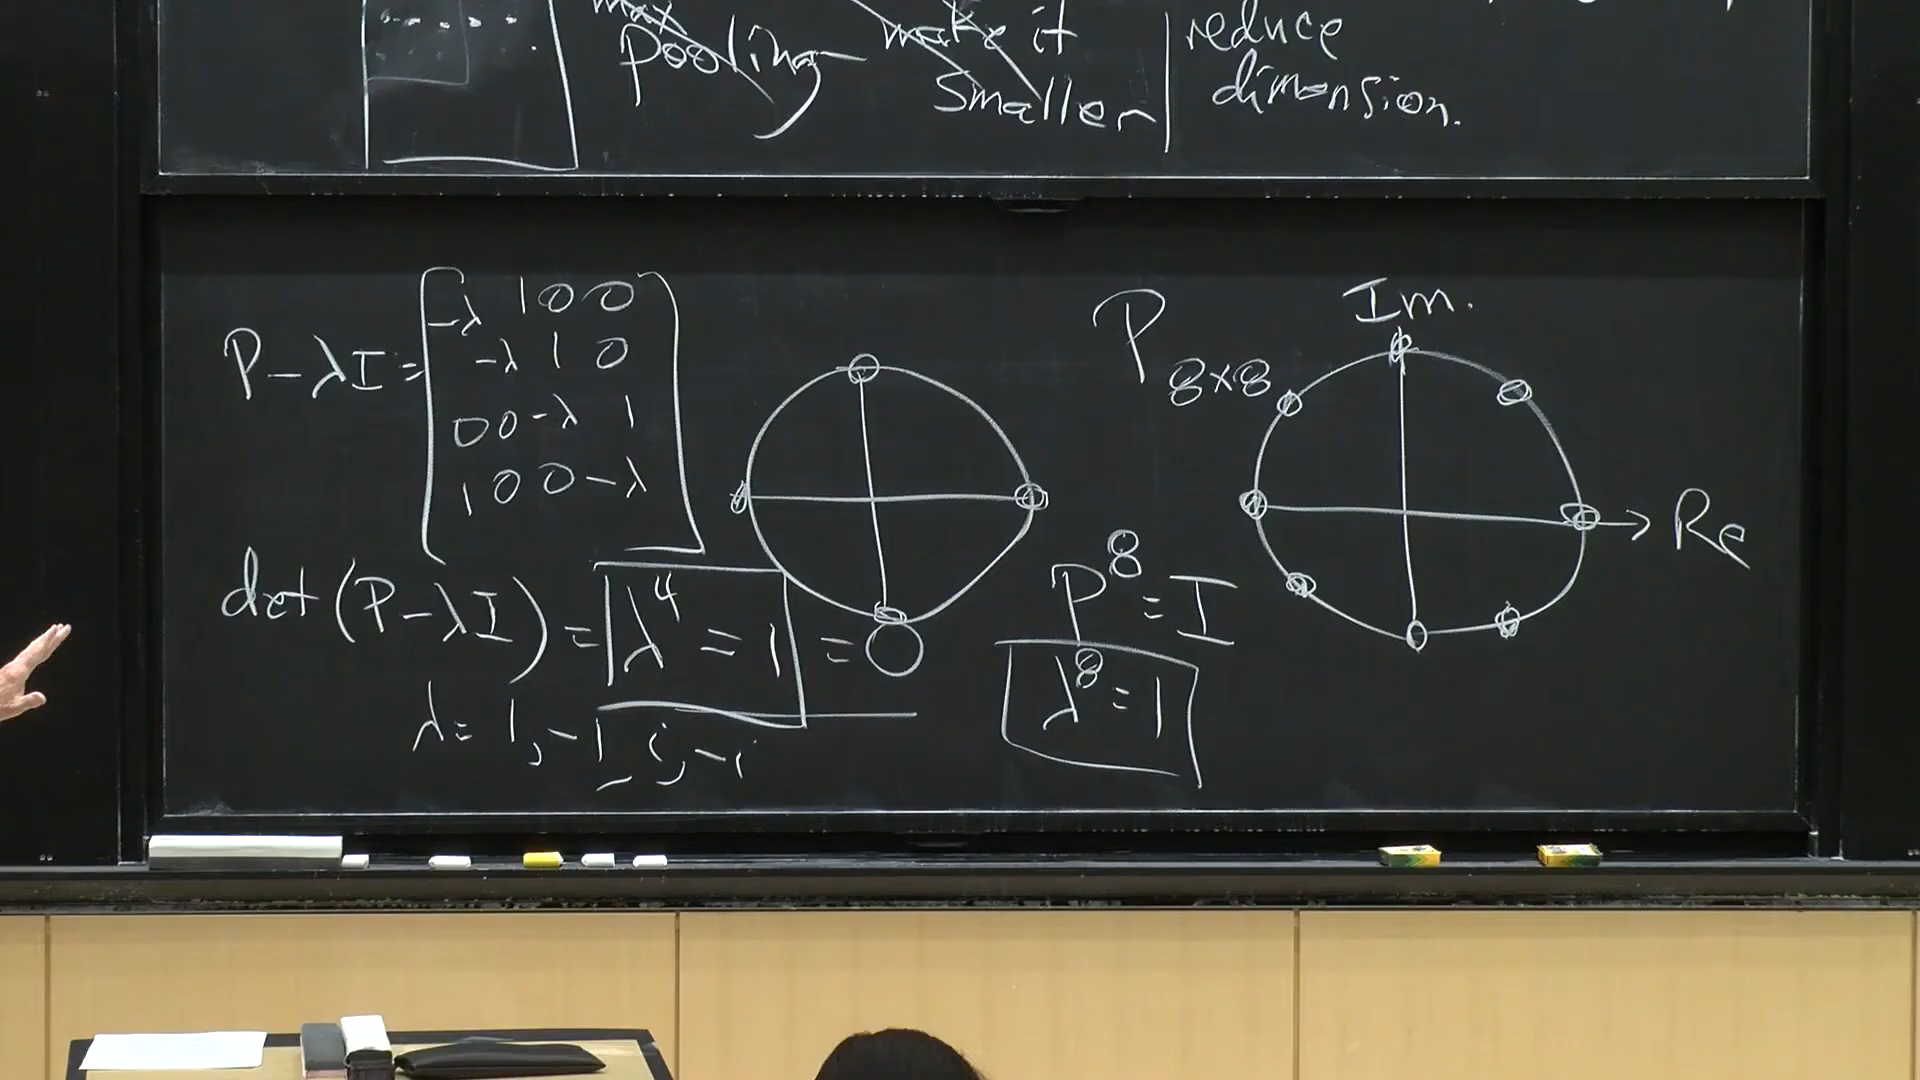 max
pooling make it
smaller
reduce
dimension.
P-λI =
-λ 1 0 0
-λ 1 0
0 0 -λ 1
1 0 0 -λ
det (P-λI) = λ⁴ = 1 = 0
λ = 1, -1, i, -i
P⁸ = I
λ⁸ = 1
P 8×8
Im.
Re